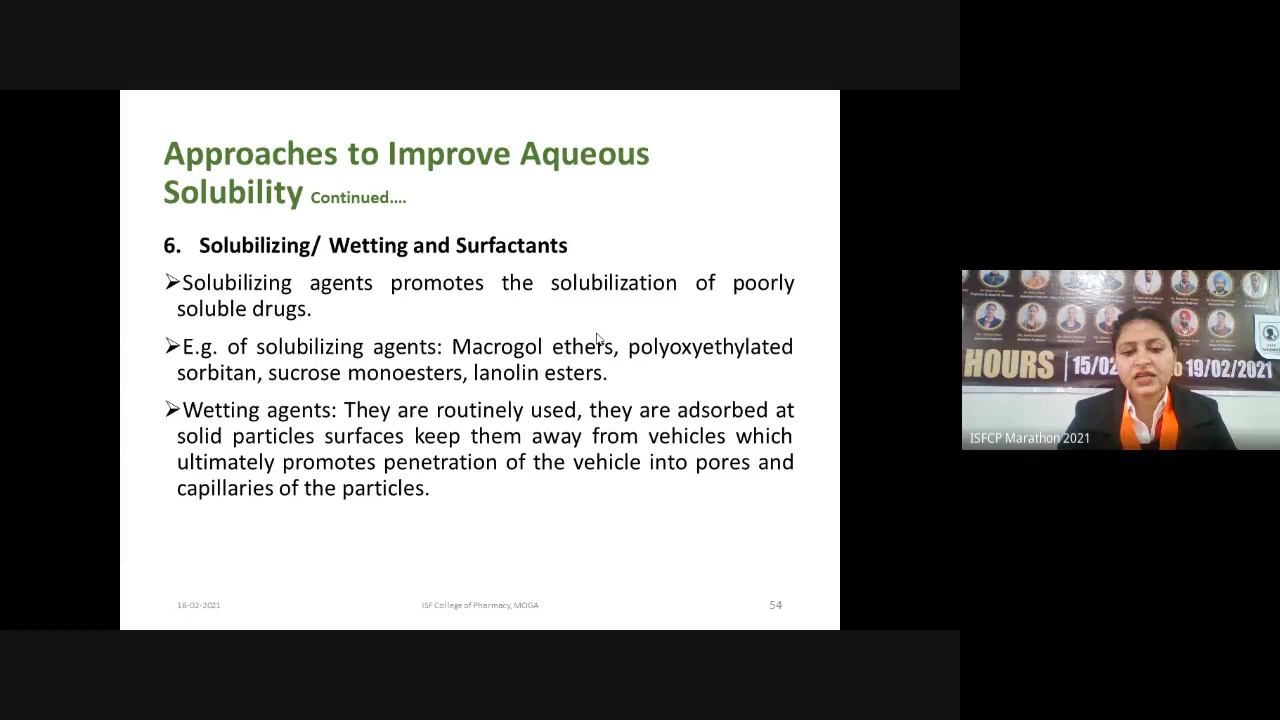 Approaches to Improve Aqueous
Solubility Continued....
6. Solubilizing/ Wetting and Surfactants
➢Solubilizing agents promotes the solubilization of poorly
soluble drugs.
➢E.g. of solubilizing agents: Macrogol ethers, polyoxyethylated
sorbitan, sucrose monoesters, lanolin esters.
➢Wetting agents: They are routinely used, they are adsorbed at
solid particles surfaces keep them away from vehicles which
ultimately promotes penetration of the vehicle into pores and
capillaries of the particles.
18-02-2021
ISF College of Pharmacy, MOGA
54
HOURS
15/02
19/02/2021
ISFCP Marathon 2021